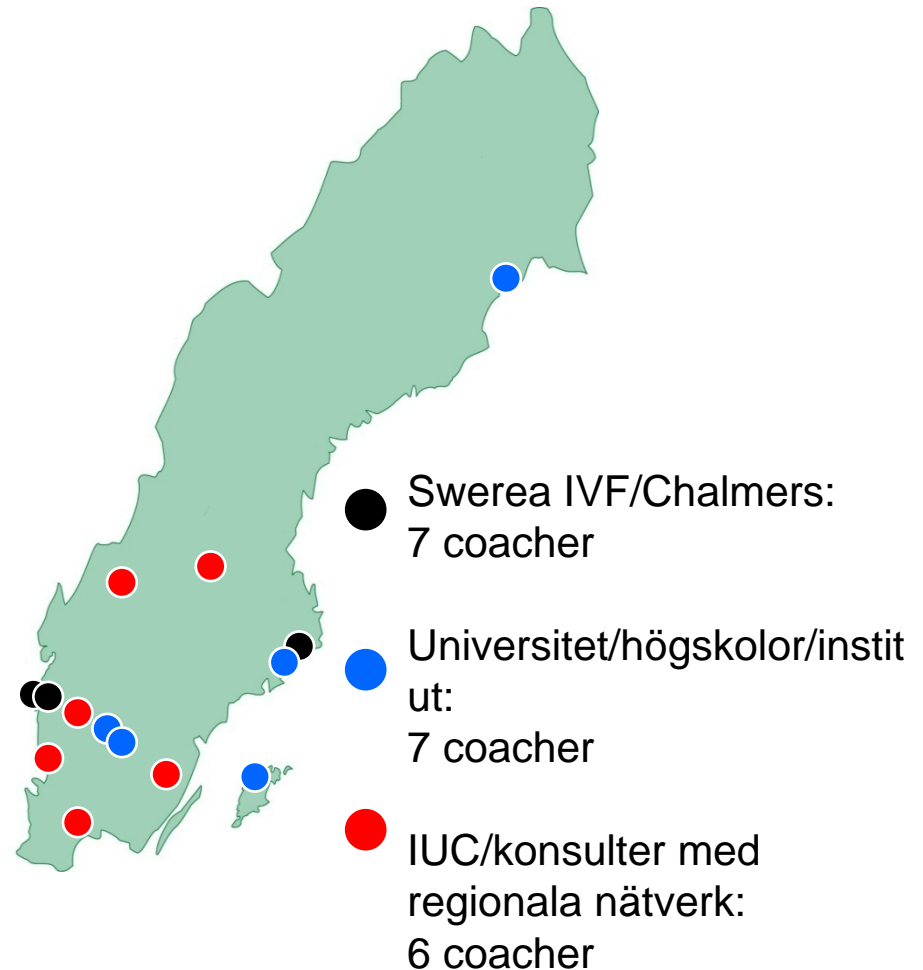 Swerea IVF/Chalmers:
7 coacher
Universitet/högskolor/instit
ut:
7 coacher
IUC/konsulter med
regionala nätverk:
6 coacher